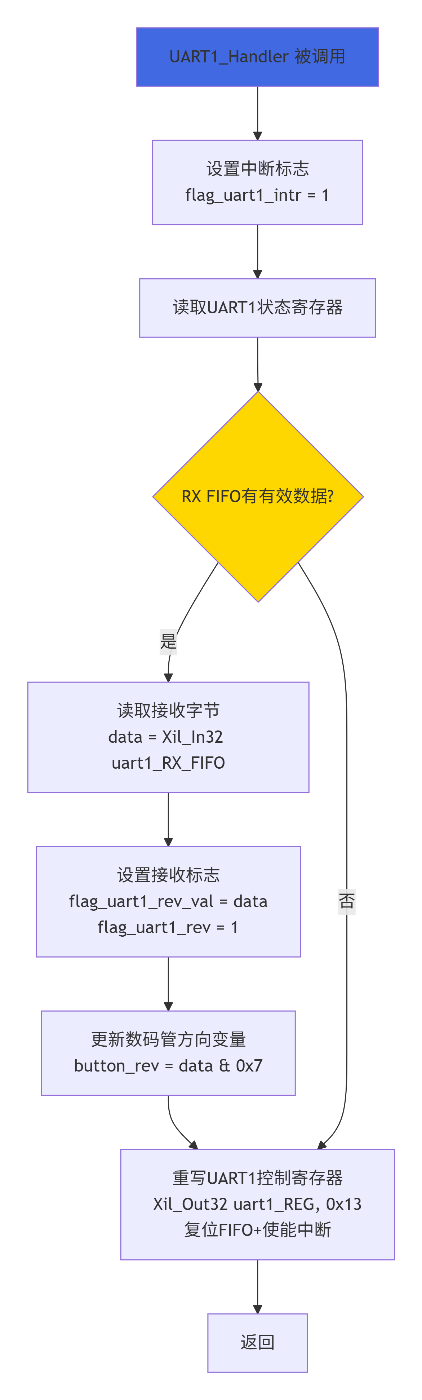 UART1_Handler 被调用
设置中断标志
flag_uart1_intr = 1
读取UART1状态寄存器
RX FIFO有有效数据?
是
读取接收字节
data = Xil_In32
uart1_RX_FIFO
设置接收标志
flag_uart1_rev_val = data
flag_uart1_rev = 1
否
更新数码管方向变量
button_rev = data & 0x7
重写UART1控制寄存器
Xil_Out32 uart1_REG, 0x13
复位FIFO+使能中断
返回